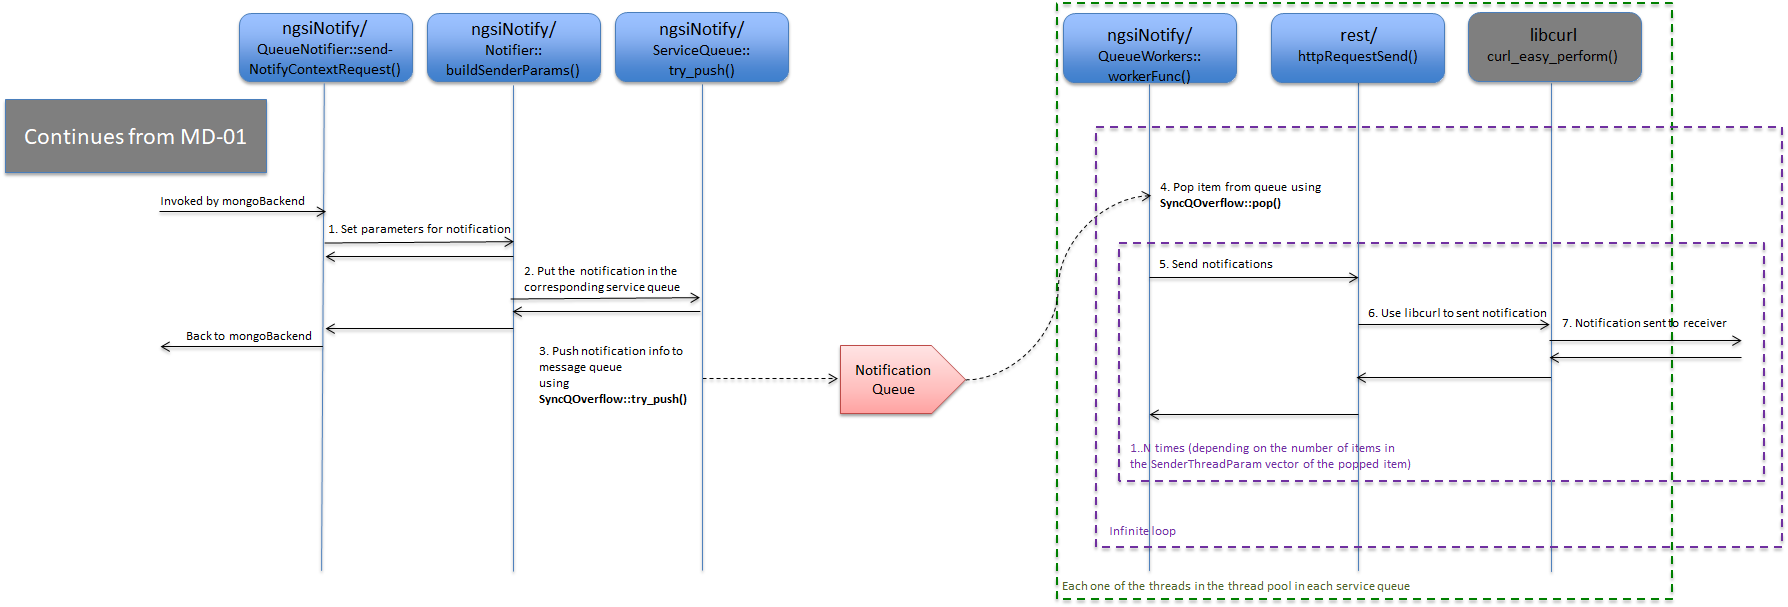 ngsiNotify/
QueueNotifier::send-
NotifyContextRequest()
ngsiNotify/
Notifier::
buildSenderParams()
ngsiNotify/
ServiceQueue::
try_push()
ngsiNotify/
QueueWorkers::
workerFunc()
rest/
httpRequestSend()
libcurl
curl_easy_perform()
Continues from MD-01
Invoked by mongoBackend
1. Set parameters for notification
2. Put the notification in the
corresponding service queue
Back to mongoBackend
3. Push notification info to
message queue
using
SyncQOverflow::try_push()
Notification
Queue
4. Pop item from queue using
SyncQOverflow::pop()
5. Send notifications
6. Use libcurl to sent notification
7. Notification sent to receiver
1..N times (depending on the number of items in
the SenderThreadParam vector of the popped item)
Infinite loop
Each one of the threads in the thread pool in each service queue